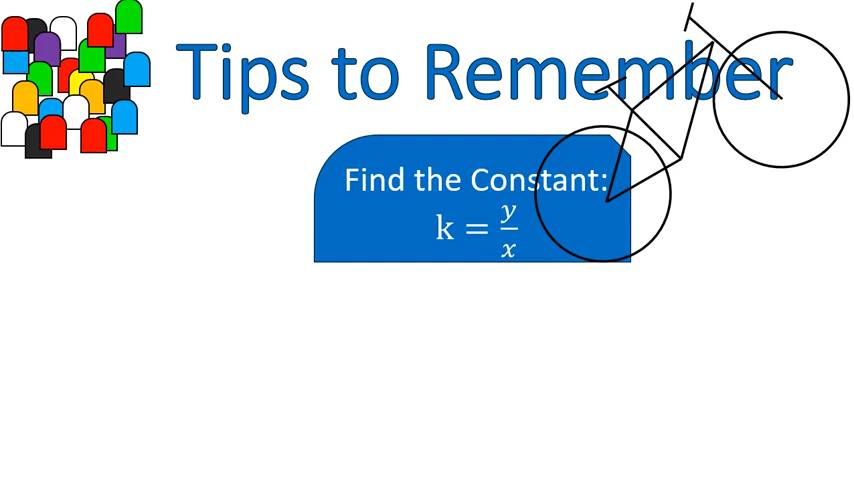 Tips to Remember
Find the Constant:
k = y/x